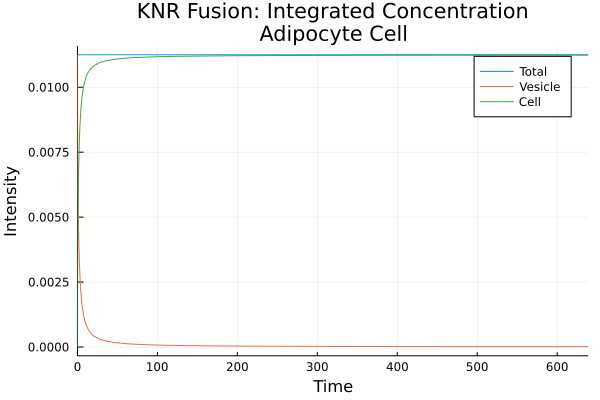 KNR Fusion: Integrated Concentration
Adipocyte Cell
Intensity
0.0100
0.0075
0.0050
0.0025
0.0000
Total
Vesicle
Cell
0 100 200 300 400 500 600
Time